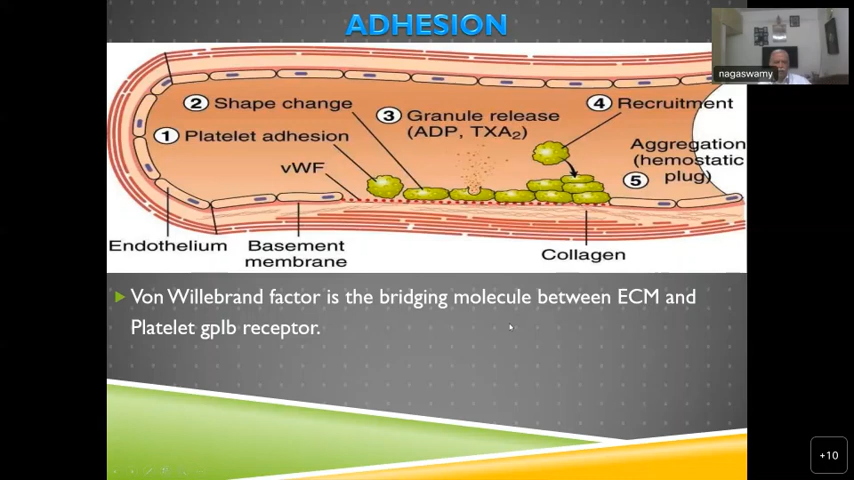 ADHESION
nagaswamy
② Shape change
③ Granule release
(ADP, TXA₂)
④ Recruitment
① Platelet adhesion
Aggregation
(hemostatic
⑤ plug)
vWF
Endothelium
Basement
membrane
Collagen
Von Willebrand factor is the bridging molecule between ECM and
Platelet gpIb receptor.
+10